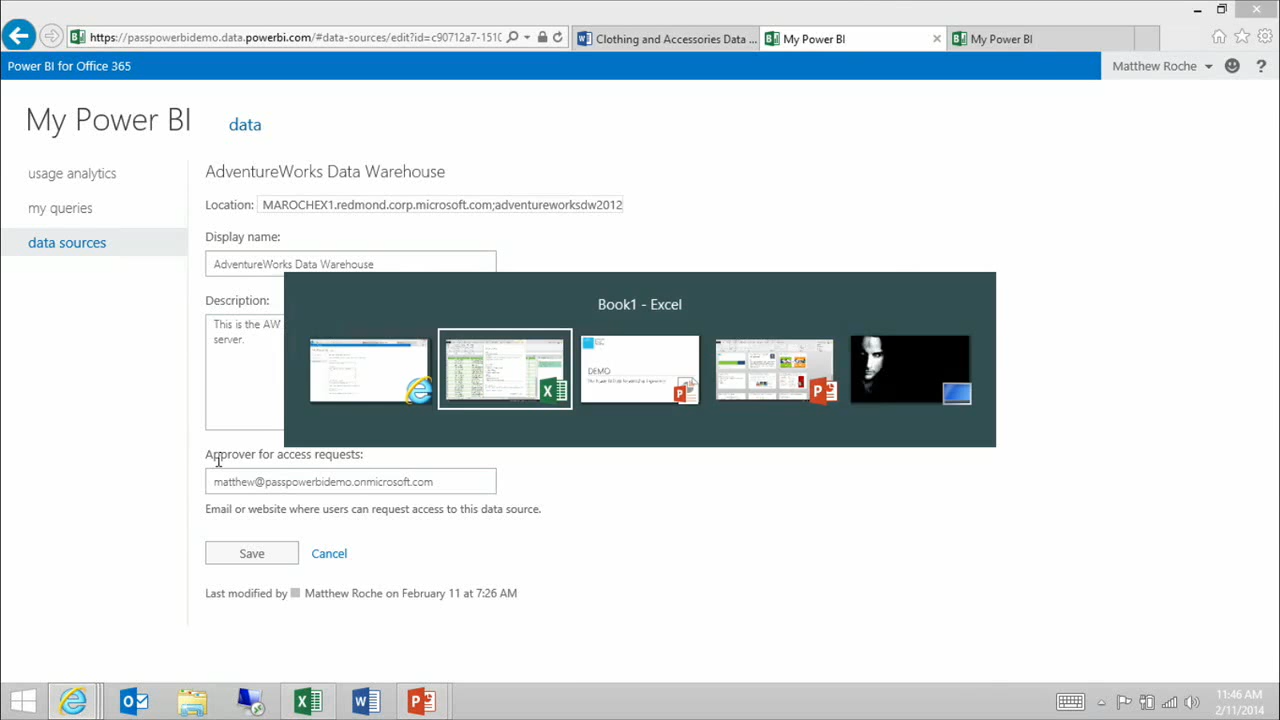 https://passpowerbidemo.data.powerbi.com/#data-sources/edit?id=c90712a7-1510
Clothing and Accessories Data ...
My Power BI
My Power BI
Power BI for Office 365
Matthew Roche
My Power BI
data
usage analytics
my queries
data sources
AdventureWorks Data Warehouse
Location: MAROCHEX1.redmond.corp.microsoft.com;adventureworksdw2012
Display name:
AdventureWorks Data Warehouse
Description:
This is the AW
server.
Book1 - Excel
DEMO
Approver for access requests:
matthew@passpowerbidemo.onmicrosoft.com
Email or website where users can request access to this data source.
Save
Cancel
Last modified by Matthew Roche on February 11 at 7:26 AM
11:46 AM
2/11/2014